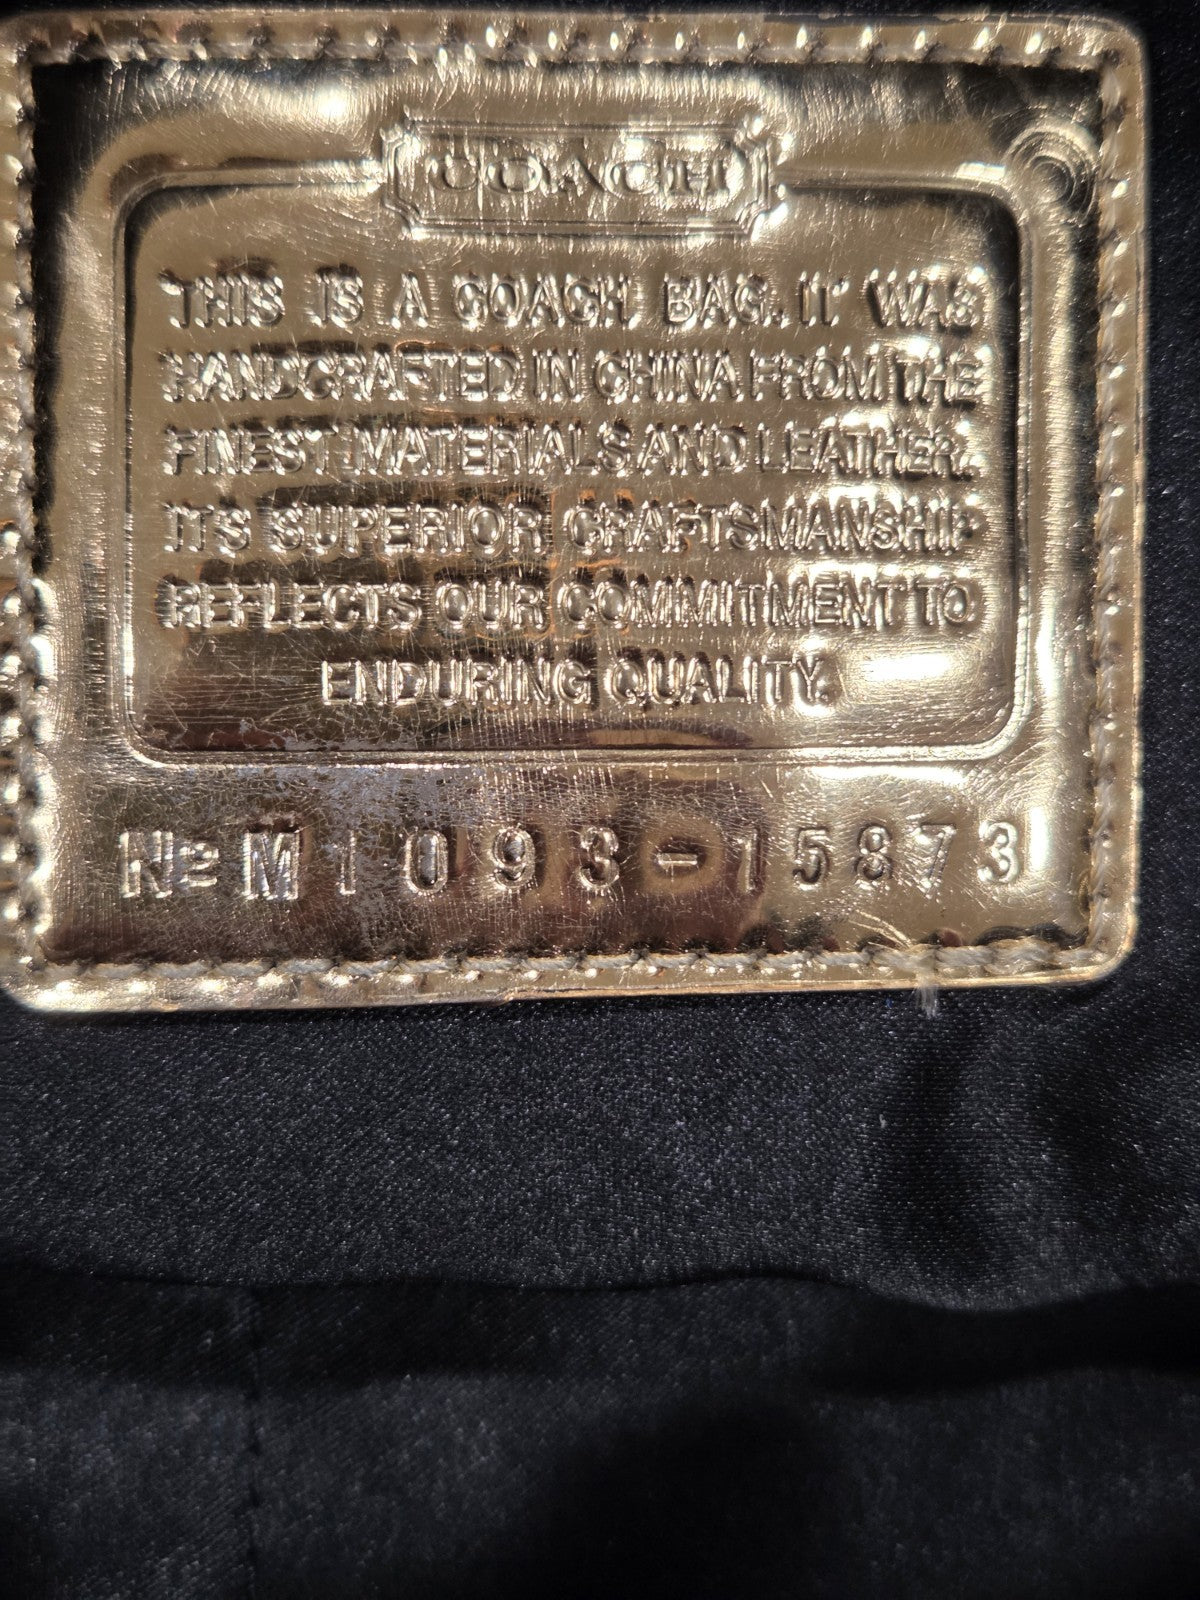 COACH
THIS IS A COACH BAG. IT WAS
HANDCRAFTED IN CHINA FROM THE
FINEST MATERIALS AND LEATHER.
ITS SUPERIOR CRAFTSMANSHIP
REFLECTS OUR COMMITMENT TO
ENDURING QUALITY.
No M1093-15873